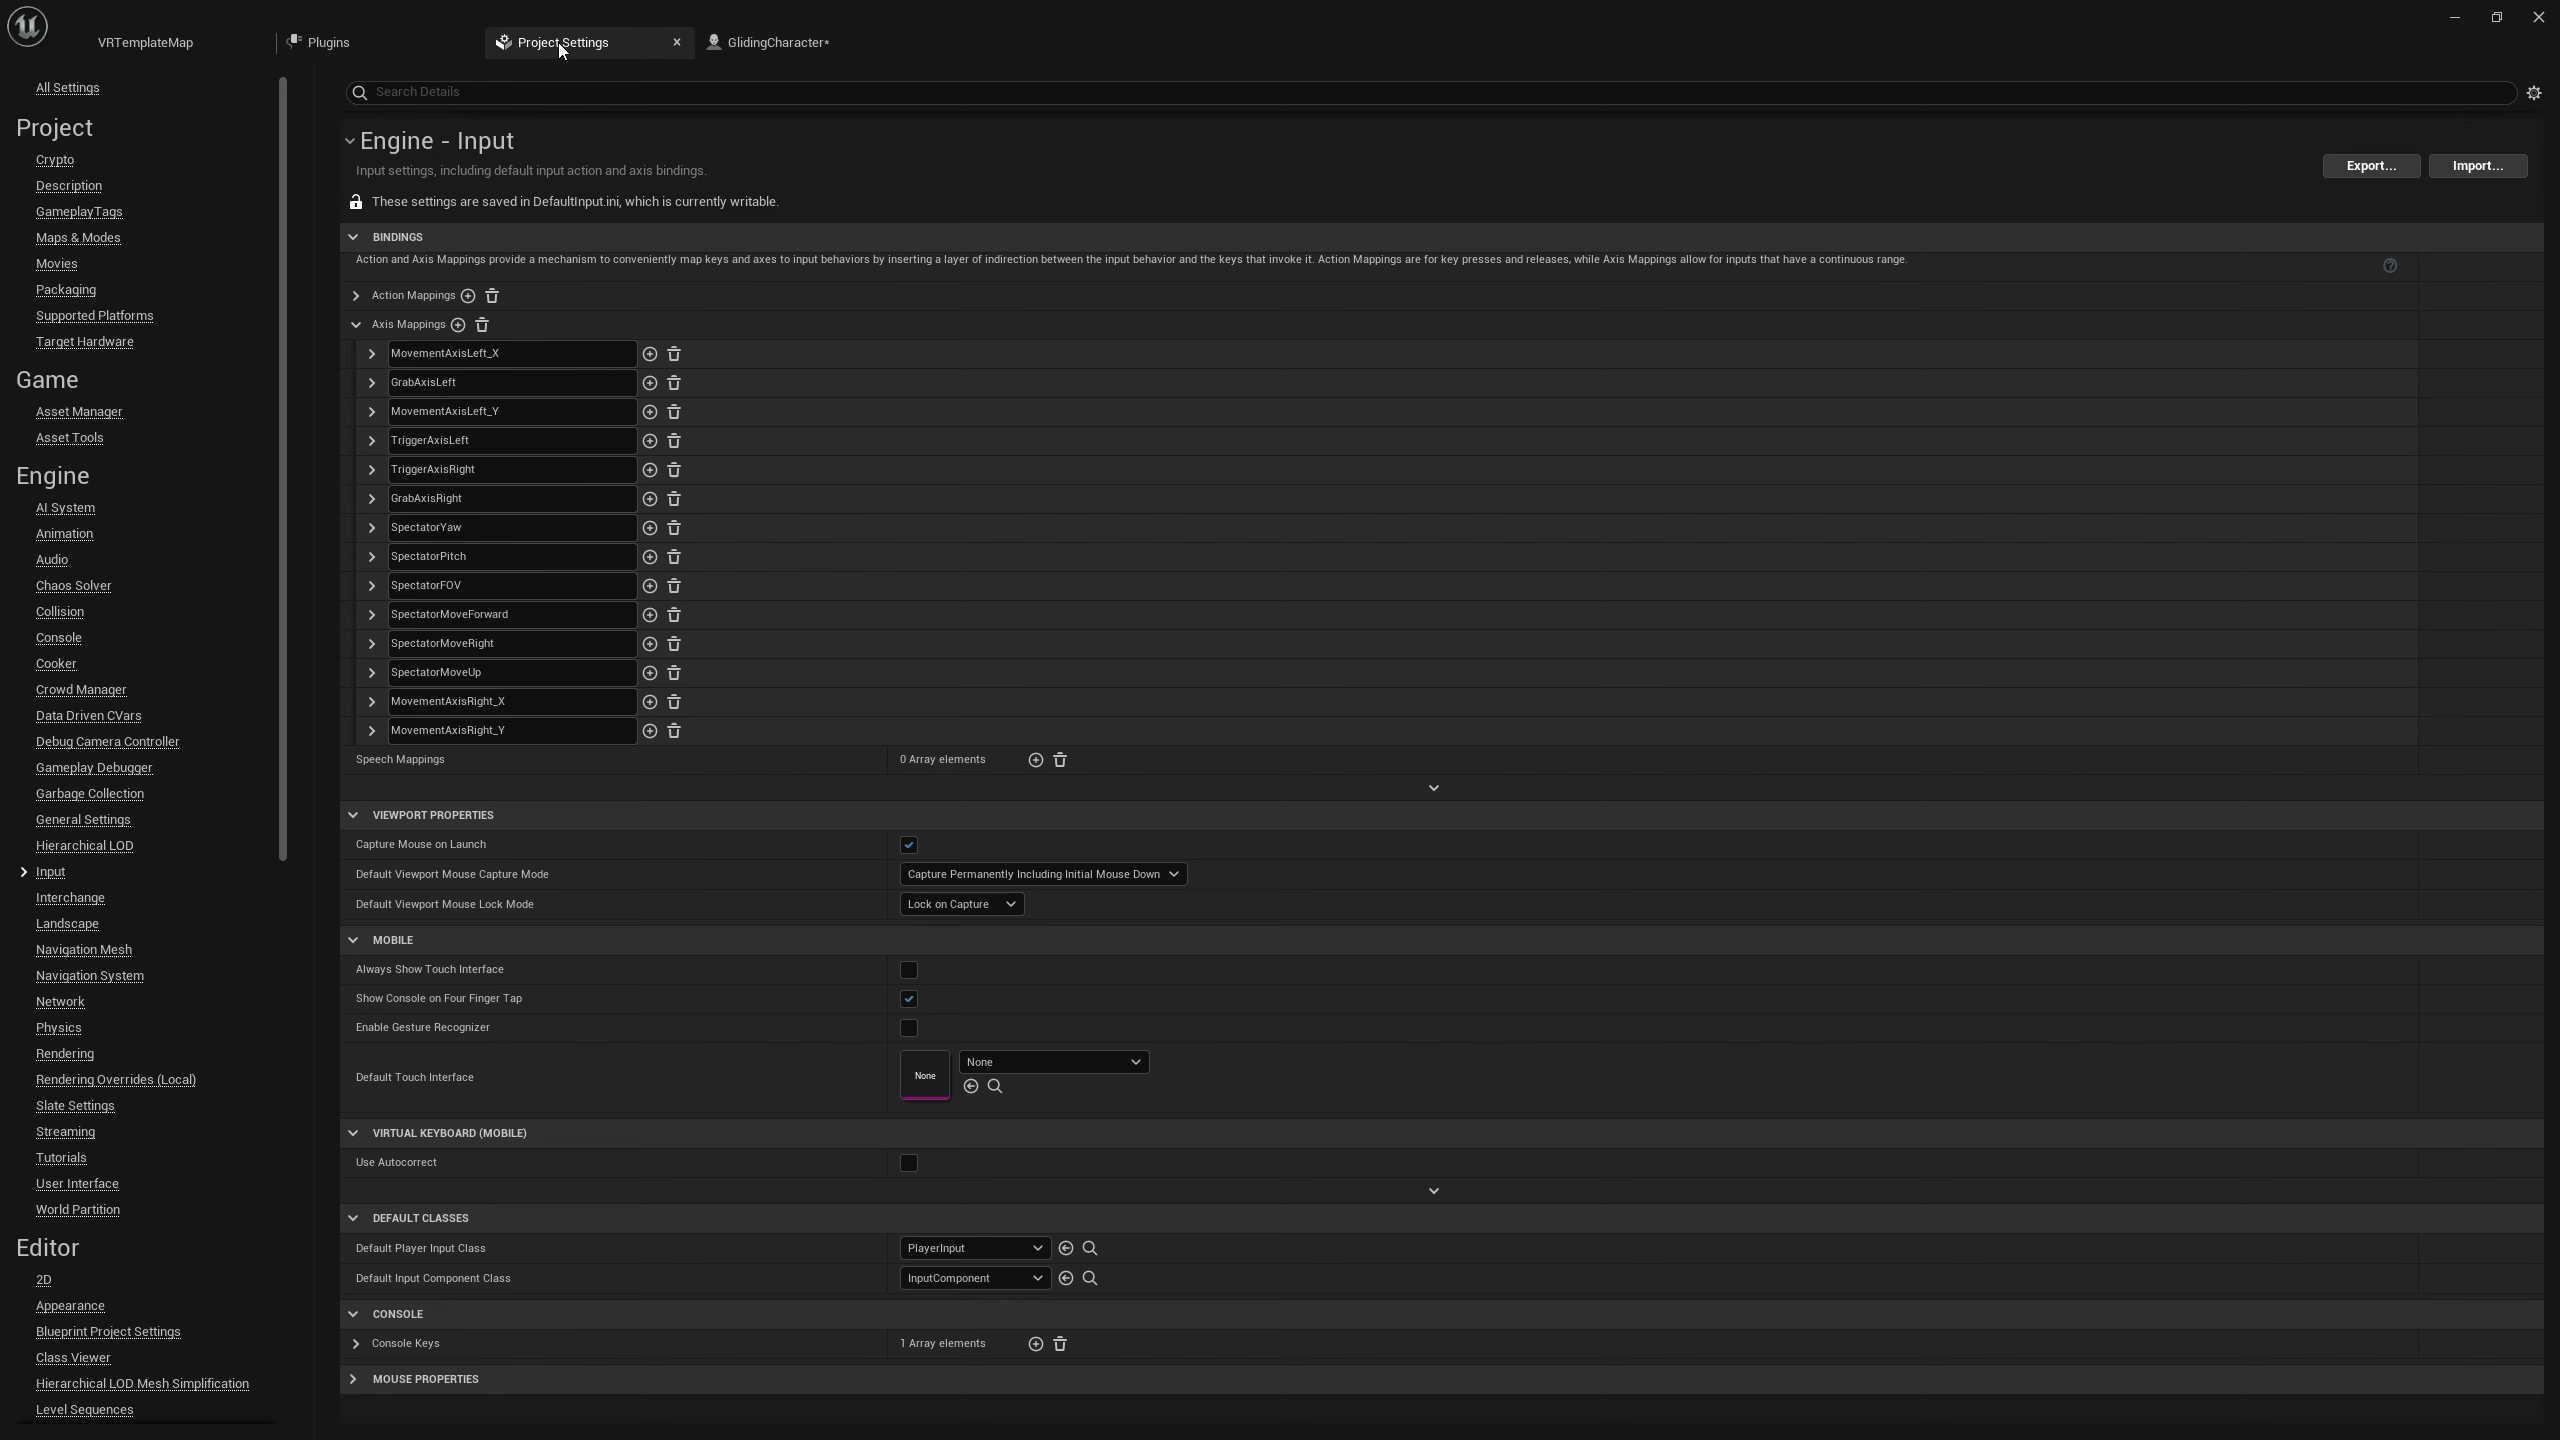 VRTemplateMap
Plugins
Project Settings
GlidingCharacter*
All Settings
Project
Crypto
Description
GameplayTags
Maps & Modes
Movies
Packaging
Supported Platforms
Target Hardware
Game
Asset Manager
Asset Tools
Engine
AI System
Animation
Audio
Chaos Solver
Collision
Console
Cooker
Crowd Manager
Data Driven CVars
Debug Camera Controller
Gameplay Debugger
Garbage Collection
General Settings
Hierarchical LOD
Input
Interchange
Landscape
Navigation Mesh
Navigation System
Network
Physics
Rendering
Rendering Overrides (Local)
Slate Settings
Streaming
Tutorials
User Interface
World Partition
Editor
2D
Appearance
Blueprint Project Settings
Class Viewer
Hierarchical LOD Mesh Simplification
Level Sequences
Search Details
Engine - Input
Input settings, including default input action and axis bindings.
Export...
Import...
These settings are saved in DefaultInput.ini, which is currently writable.
BINDINGS
Action and Axis Mappings provide a mechanism to conveniently map keys and axes to input behaviors by inserting a layer of indirection between the input behavior and the keys that invoke it. Action Mappings are for key presses and releases, while Axis Mappings allow for inputs that have a continuous range.
Action Mappings
Axis Mappings
MovementAxisLeft_X
GrabAxisLeft
MovementAxisLeft_Y
TriggerAxisLeft
TriggerAxisRight
GrabAxisRight
SpectatorYaw
SpectatorPitch
SpectatorFOV
SpectatorMoveForward
SpectatorMoveRight
SpectatorMoveUp
MovementAxisRight_X
MovementAxisRight_Y
Speech Mappings 0 Array elements
VIEWPORT PROPERTIES
Capture Mouse on Launch
Default Viewport Mouse Capture Mode Capture Permanently Including Initial Mouse Down
Default Viewport Mouse Lock Mode Lock on Capture
MOBILE
Always Show Touch Interface
Show Console on Four Finger Tap
Enable Gesture Recognizer
Default Touch Interface None None
VIRTUAL KEYBOARD (MOBILE)
Use Autocorrect
DEFAULT CLASSES
Default Player Input Class PlayerInput
Default Input Component Class InputComponent
CONSOLE
Console Keys 1 Array elements
MOUSE PROPERTIES